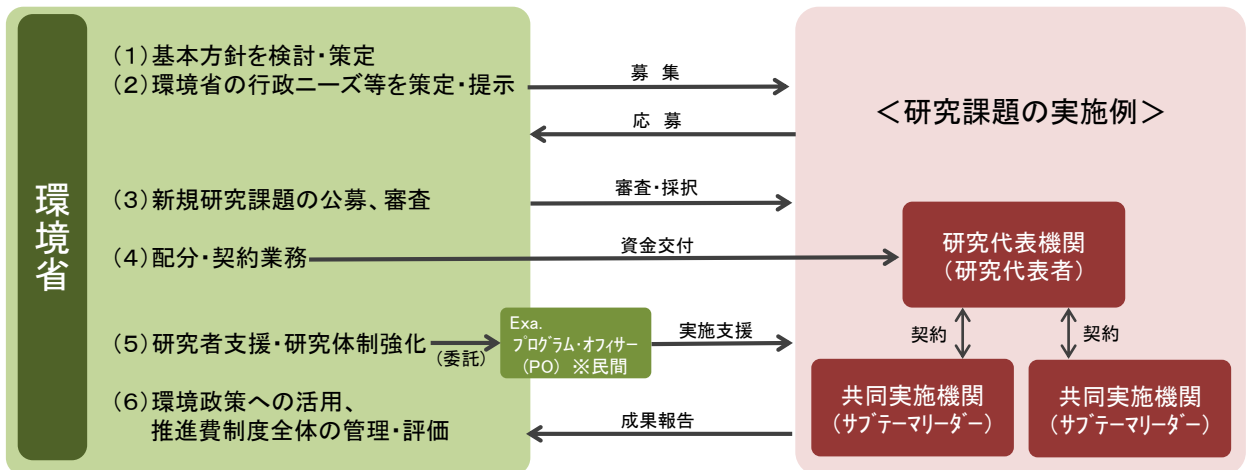 環境省
(1)基本方針を検討・策定
(2)環境省の行政ニーズ等を策定・提示
募 集
応 募
<研究課題の実施例>
(3)新規研究課題の公募、審査
審査・採択
(4)配分・契約業務
資金交付
研究代表機関
(研究代表者)
契約
契約
(5)研究者支援・研究体制強化
(委託)
Exa.
プログラム・オフィサー
(PO) ※民間
実施支援
共同実施機関
(サブテーマリーダー)
共同実施機関
(サブテーマリーダー)
(6)環境政策への活用、
推進費制度全体の管理・評価
成果報告